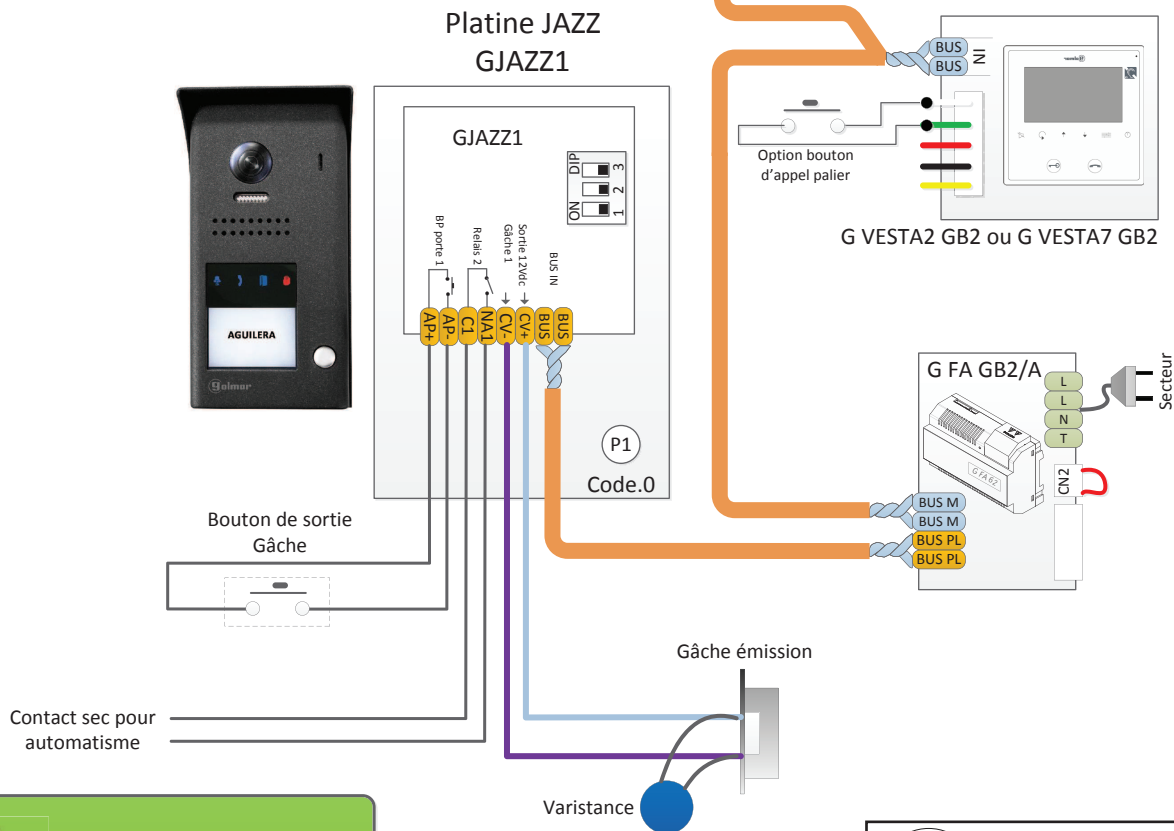 Platine JAZZ
GJAZZ1
GJAZZ1
DIP
ON
1
2
3
BP porte 1
Relais 2
Gâche 1
Sortie 12Vdc
BUS IN
AP+
AP-
C1
NA1
CV-
CV+
BUS
BUS
P1
Code.0
AGUILERA
golmar
BUS
BUS
IN
Option bouton
d'appel palier
G VESTA2 GB2 ou G VESTA7 GB2
G FA GB2/A
L
L
N
T
Secteur
CN2
GFAG2
BUS M
BUS M
BUS PL
BUS PL
Bouton de sortie
Gâche
Gâche émission
Contact sec pour
automatisme
Varistance